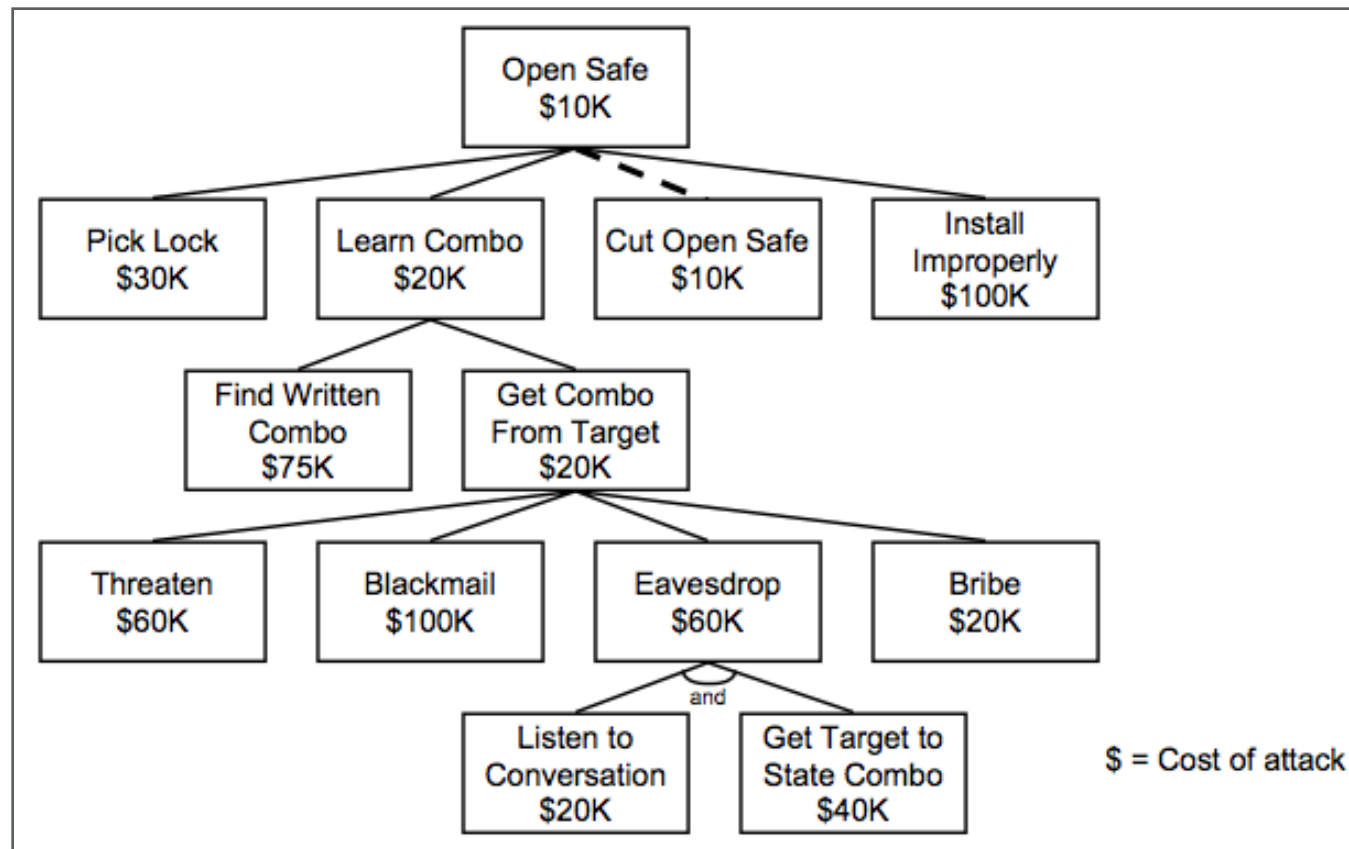 Open Safe
$10K
Pick Lock
$30K
Learn Combo
$20K
Cut Open Safe
$10K
Install
Improperly
$100K
Find Written
Combo
$75K
Get Combo
From Target
$20K
Threaten
$60K
Blackmail
$100K
Eavesdrop
$60K
Bribe
$20K
and
Listen to
Conversation
$20K
Get Target to
State Combo
$40K
$ = Cost of attack